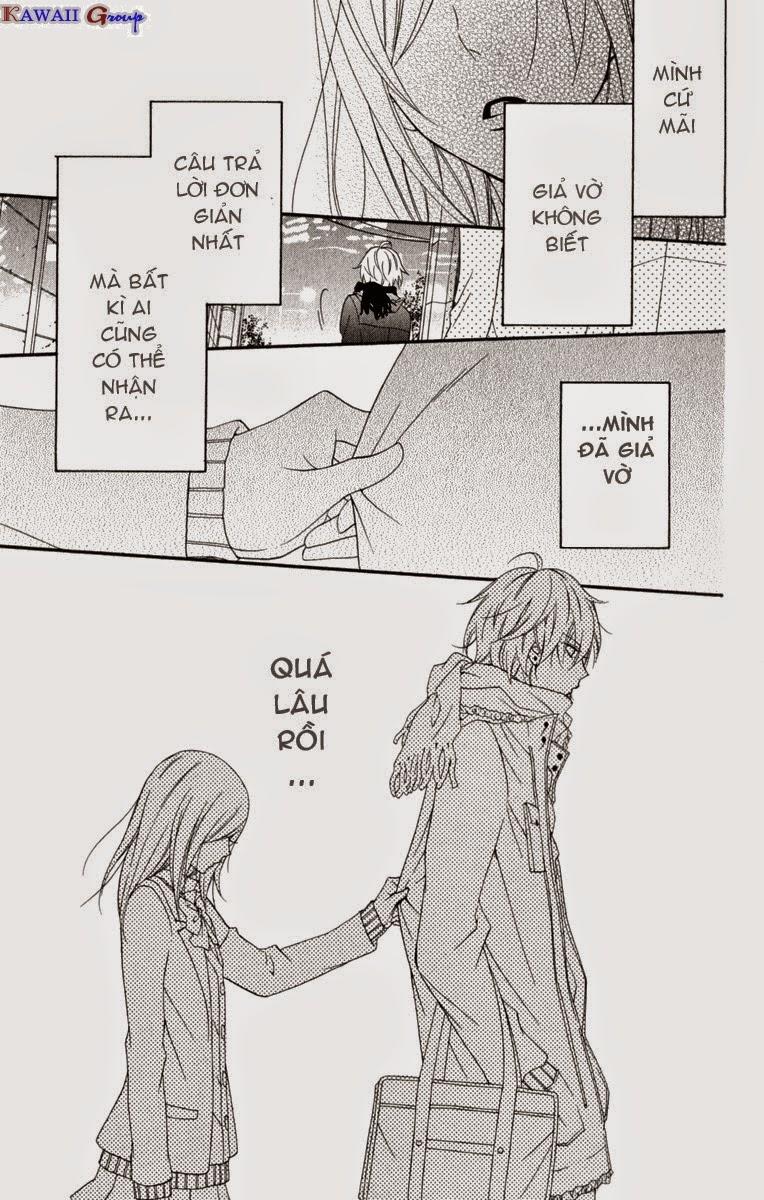 KAWAII Group
MÌNH
CỨ
MÃI
GIẢ VỜ
KHÔNG
BIẾT
CÂU TRẢ
LỜI ĐƠN
GIẢN
NHẤT
MÀ BẤT
KÌ AI
CŨNG
CÓ THỂ
NHẬN
RA...
...MÌNH
ĐÃ GIẢ
VỜ
QUÁ
LÂU
RỒI
...